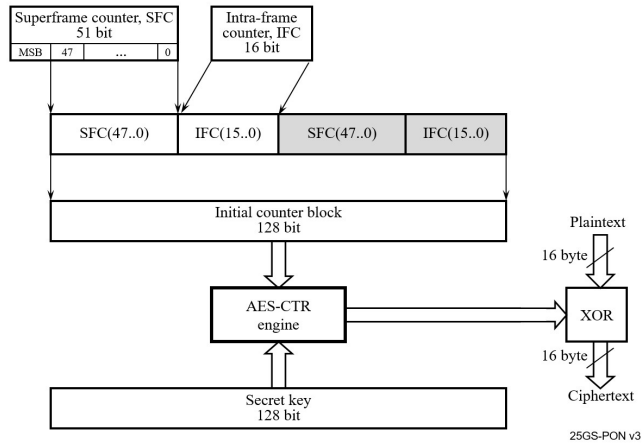 Superframe counter, SFC
51 bit
MSB 47 ... 0
Intra-frame
counter, IFC
16 bit
SFC(47..0) IFC(15..0) SFC(47..0) IFC(15..0)
Initial counter block
128 bit
Plaintext
16 byte
AES-CTR
engine
XOR
16 byte
Ciphertext
Secret key
128 bit
25GS-PON v3